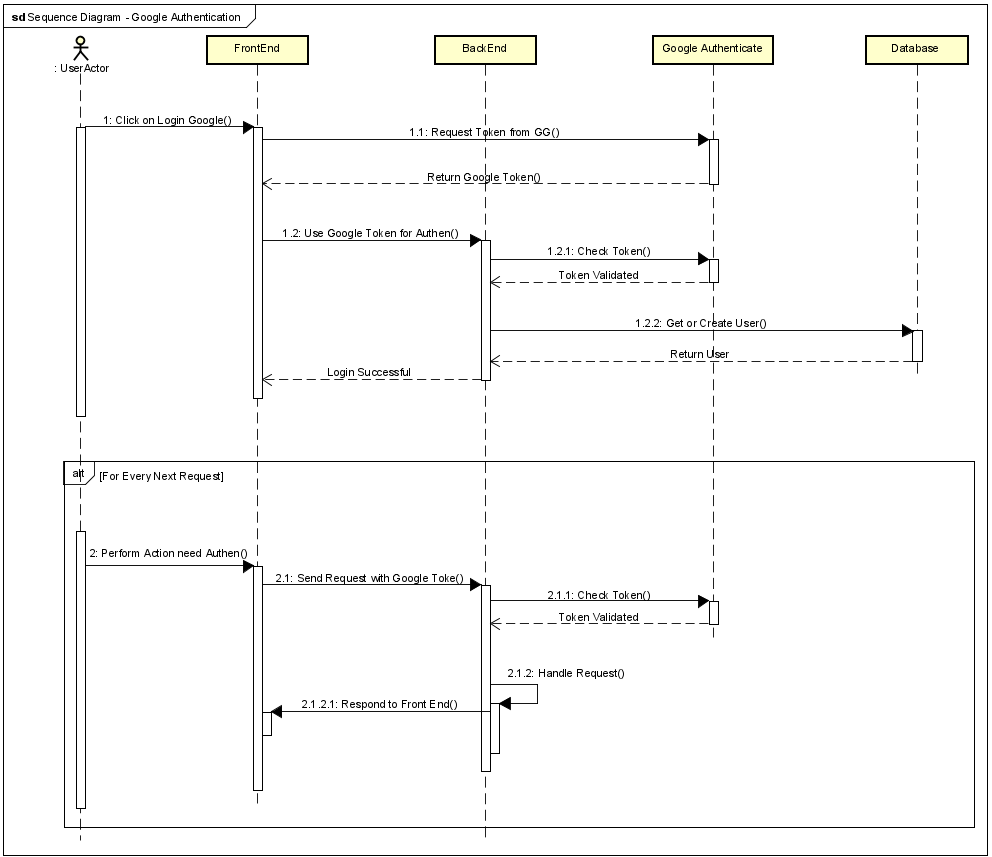 sd Sequence Diagram - Google Authentication
: UserActor
FrontEnd
BackEnd
Google Authenticate
Database
1: Click on Login Google()
1.1: Request Token from GG()
Return Google Token()
1.2: Use Google Token for Authen()
1.2.1: Check Token()
Token Validated
1.2.2: Get or Create User()
Return User
Login Successful
alt
[For Every Next Request]
2: Perform Action need Authen()
2.1: Send Request with Google Toke()
2.1.1: Check Token()
Token Validated
2.1.2: Handle Request()
2.1.2.1: Respond to Front End()